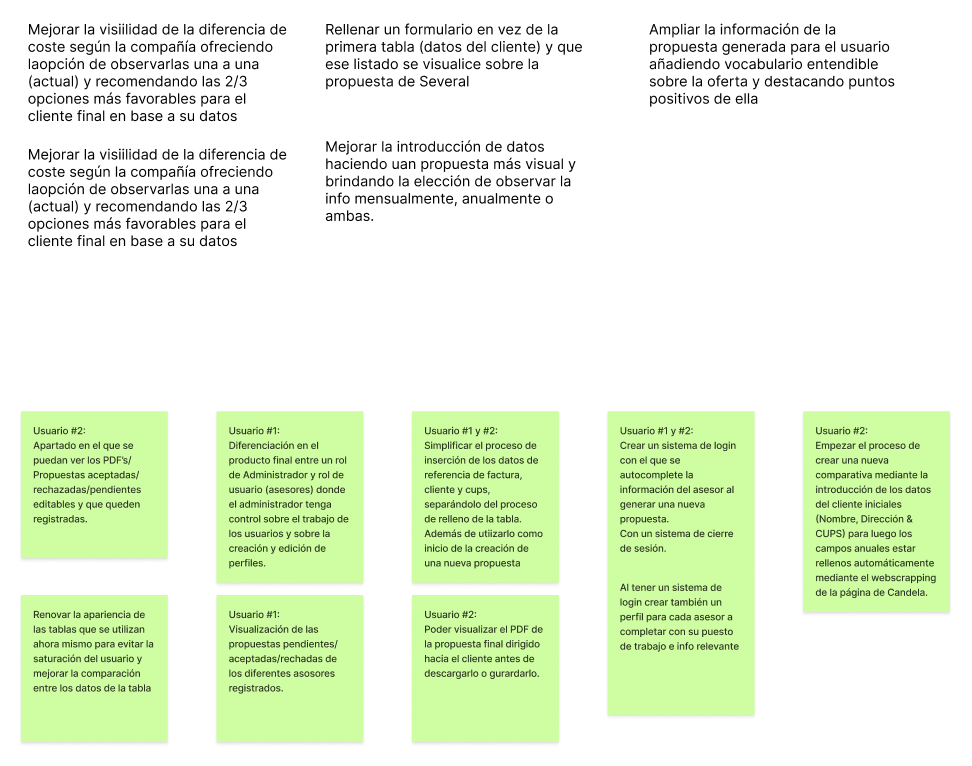 Mejorar la visiilidad de la diferencia de
coste según la compañía ofreciendo
laopción de observarlas una a una
(actual) y recomendando las 2/3
opciones más favorables para el
cliente final en base a su datos
Mejorar la visiilidad de la diferencia de
coste según la compañía ofreciendo
laopción de observarlas una a una
(actual) y recomendando las 2/3
opciones más favorables para el
cliente final en base a su datos
Rellenar un formulario en vez de la
primera tabla (datos del cliente) y que
ese listado se visualice sobre la
propuesta de Several
Mejorar la introducción de datos
haciendo uan propuesta más visual y
brindando la elección de observar la
info mensualmente, anualmente o
ambas.
Ampliar la información de la
propuesta generada para el usuario
añadiendo vocabulario entendible
sobre la oferta y destacando puntos
positivos de ella
Usuario #2:
Apartado en el que se
puedan ver los PDF's/
Propuestas aceptadas/
rechazadas/pendientes
editables y que queden
registradas.
Usuario #1:
Diferenciación en el
producto final entre un rol
de Administrador y rol de
usuario (asesores) donde
el administrador tenga
control sobre el trabajo de
los usuarios y sobre la
creación y edición de
perfiles.
Usuario #1 y #2:
Simplificar el proceso de
inserción de los datos de
referencia de factura,
cliente y cups,
separándolo del proceso
de relleno de la tabla.
Además de utiizarlo como
inicio de la creación de
una nueva propuesta
Usuario #1 y #2:
Crear un sistema de login
con el que se
autocomplete la
información del asesor al
generar una nueva
propuesta.
Con un sistema de cierre
de sesión.
Al tener un sistema de
login crear también un
perfil para cada asesor a
completar con su puesto
de trabajo e info relevante
Usuario #2:
Empezar el proceso de
crear una nueva
comparativa mediante la
introducción de los datos
del cliente iniciales
(Nombre, Dirección &
CUPS) para luego los
campos anuales estar
rellenos automáticamente
mediante el webscrapping
de la página de Candela.
Renovar la apariencia de
las tablas que se utilizan
ahora mismo para evitar la
saturación del usuario y
mejorar la comparación
entre los datos de la tabla
Usuario #1:
Visualización de las
propuestas pendientes/
aceptadas/rechadas de
los diferentes asosores
registrados.
Usuario #2:
Poder visualizar el PDF de
la propuesta final dirigido
hacia el cliente antes de
descargarlo o gurardarlo.